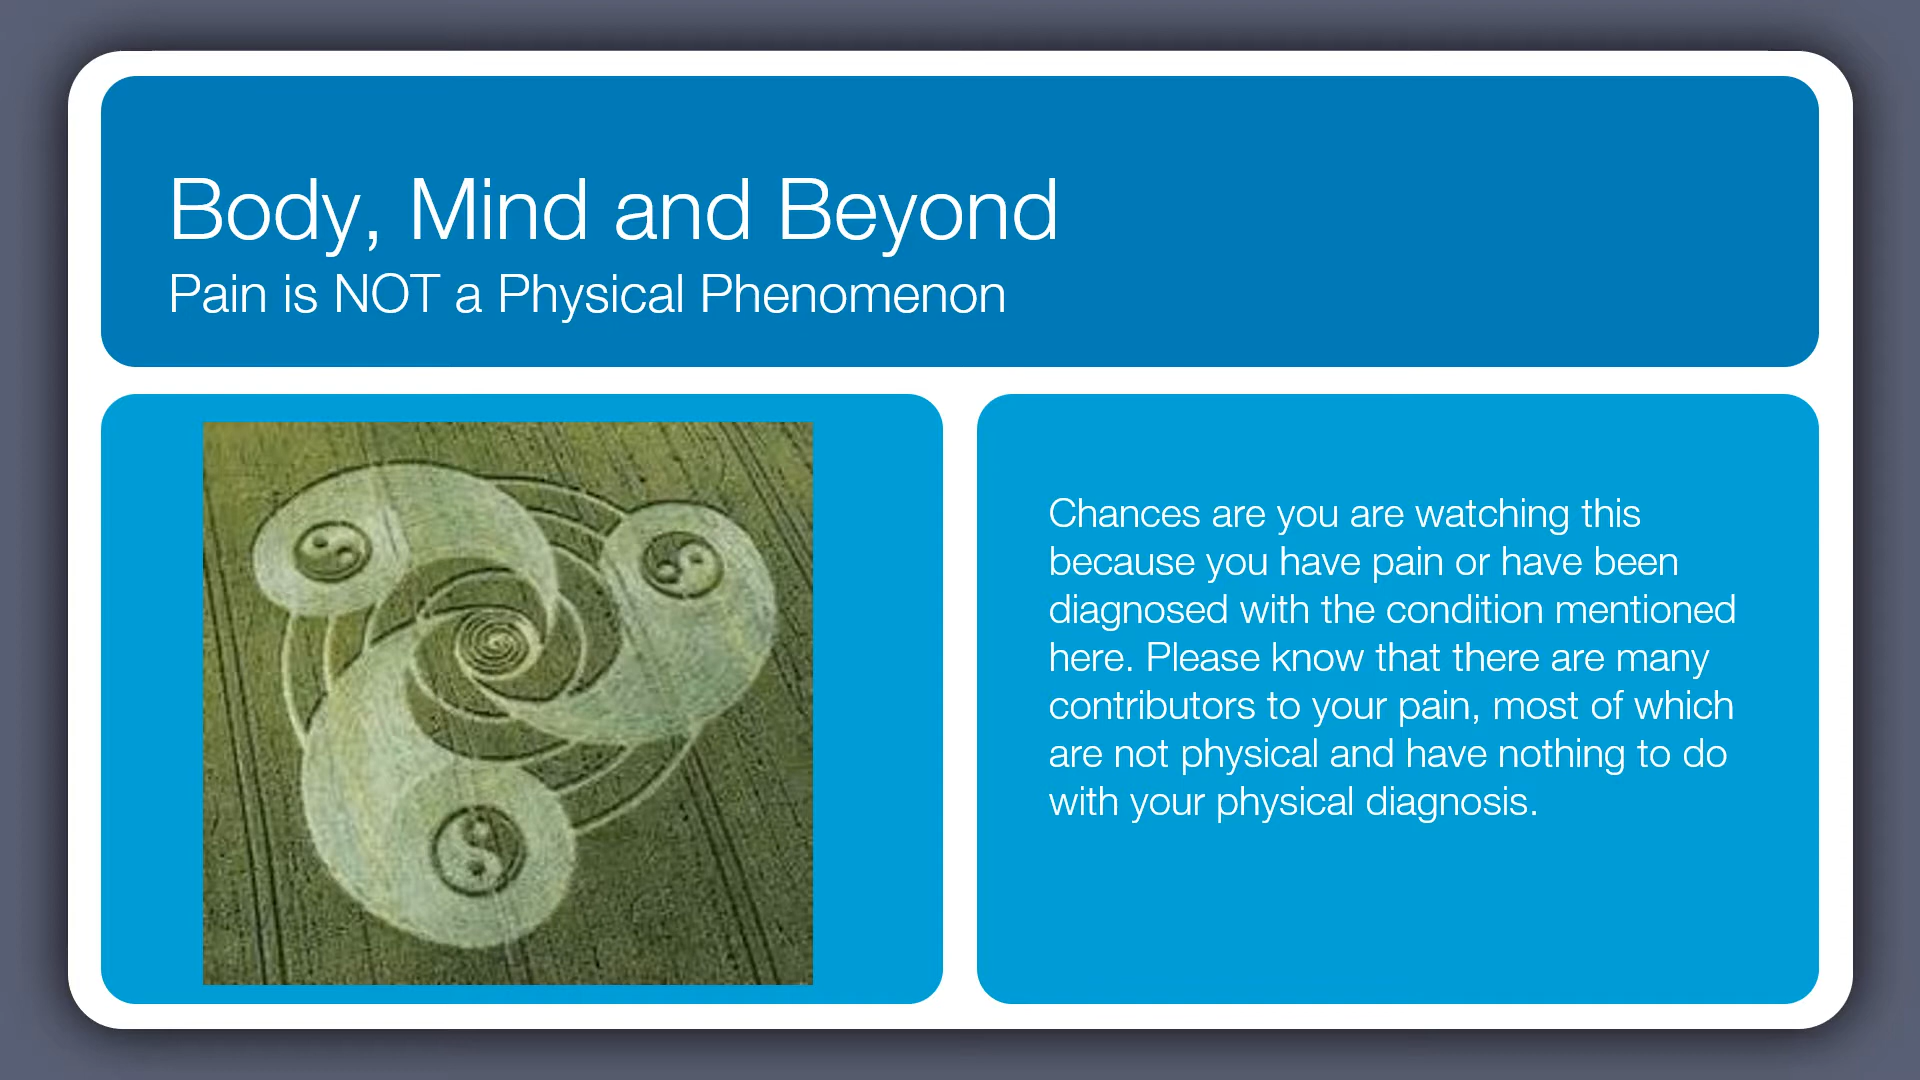 Body, Mind and Beyond
Pain is NOT a Physical Phenomenon
Chances are you are watching this
because you have pain or have been
diagnosed with the condition mentioned
here. Please know that there are many
contributors to your pain, most of which
are not physical and have nothing to do
with your physical diagnosis.